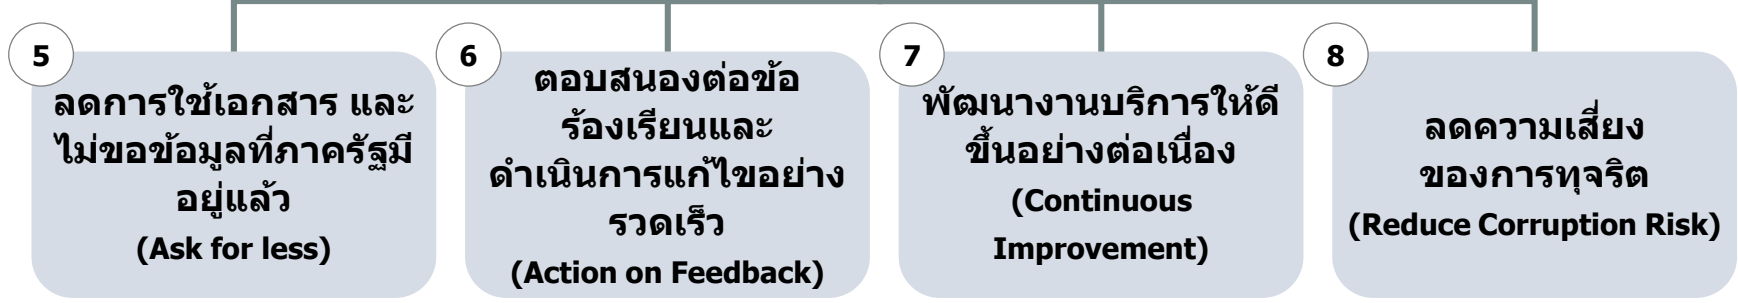 5
ลดการใช้เอกสาร และ
ไม่ขอข้อมูลที่ภาครัฐมี
อยู่แล้ว
(Ask for less)
6
ตอบสนองต่อข้อ
ร้องเรียนและ
ดำเนินการแก้ไขอย่าง
รวดเร็ว
(Action on Feedback)
7
พัฒนางานบริการให้ดี
ขึ้นอย่างต่อเนื่อง
(Continuous
Improvement)
8
ลดความเสี่ยง
ของการทุจริต
(Reduce Corruption Risk)